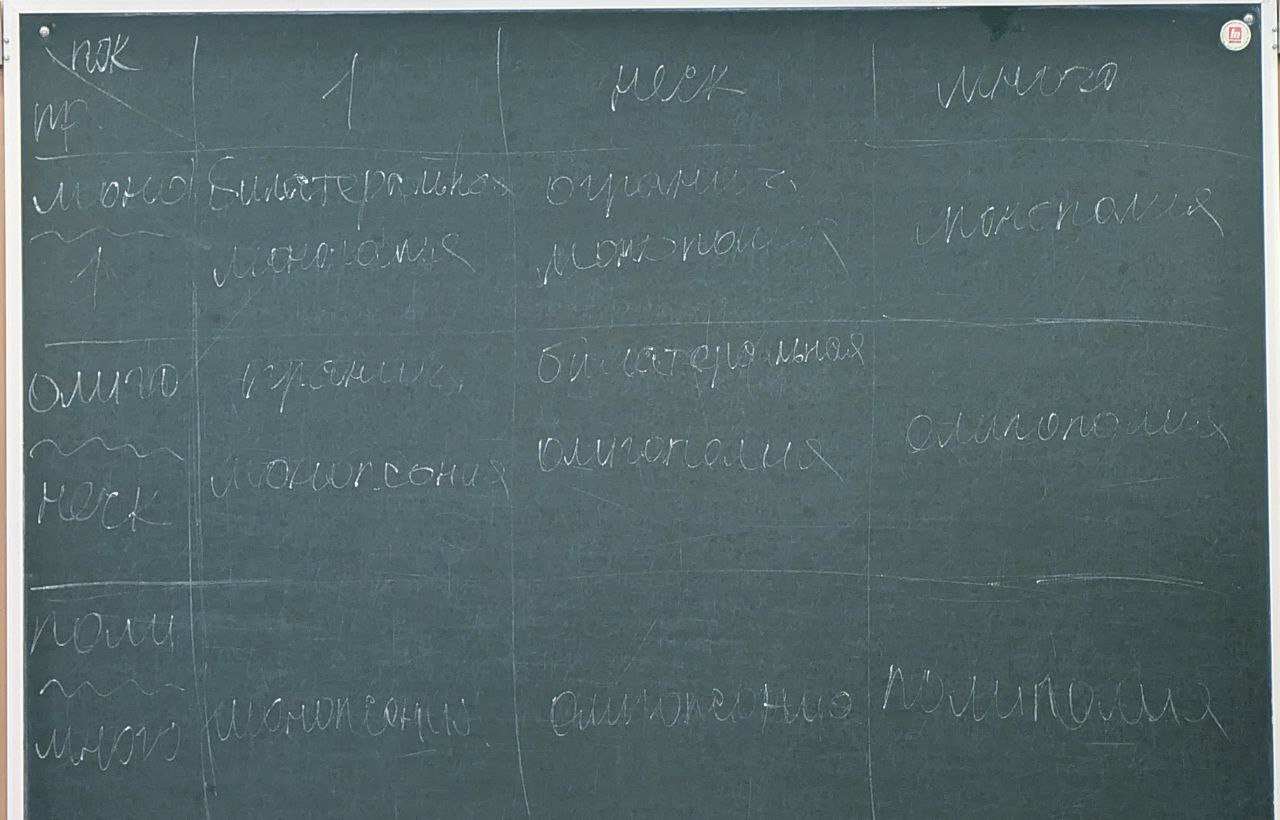 пок 1 неск много
пр.
моно билатеральная огранич.
1 монополия монополия монополия
олиго гранич. билатеральная
неск монопсония олигополия олигополия
поли
много монопсония олигопсония полиполия